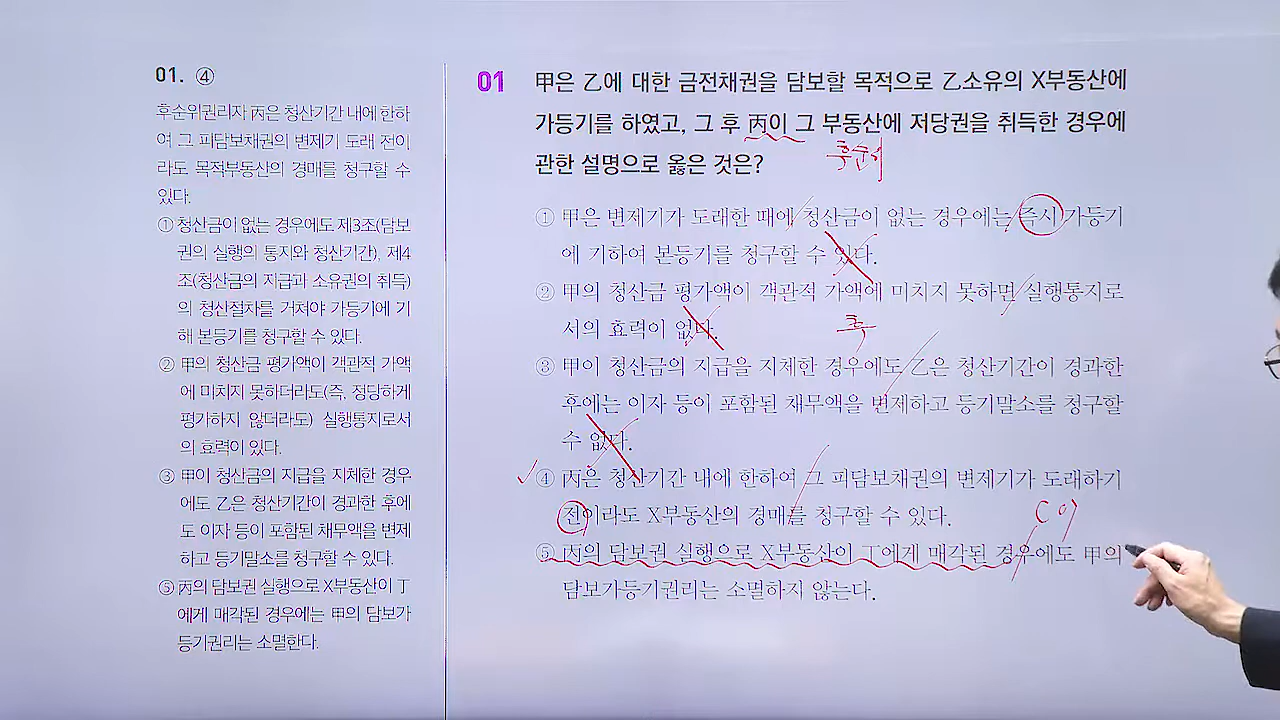 01. ④
후순위권리자 丙은 청산기간 내에 한하
여 그 피담보채권의 변제기 도래 전이
라도 목적부동산의 경매를 청구할 수
있다.
① 청산금이 없는 경우에도 제3조(담보
권의 실행의 통지와 청산기간), 제4
조(청산금의 지급과 소유권의 취득)
의 청산절차를 거쳐야 가등기에 기
해 본등기를 청구할 수 있다.
② 甲의 청산금 평가액이 객관적 가액
에 미치지 못하더라도(즉, 정당하게
평가하지 않더라도) 실행통지로서
의 효력이 있다.
③ 甲이 청산금의 지급을 지체한 경우
에도 乙은 청산기간이 경과한 후에
도 이자 등이 포함된 채무액을 변제
하고 등기말소를 청구할 수 있다.
⑤ 丙의 담보권 실행으로 X부동산이 丁
에게 매각된 경우에는 甲의 담보가
등기권리는 소멸한다.
01 甲은 乙에 대한 금전채권을 담보할 목적으로 乙소유의 X부동산에
가등기를 하였고, 그 후 丙이 그 부동산에 저당권을 취득한 경우에
후순위
관한 설명으로 옳은 것은?
① 甲은 변제기가 도래한 때에 청산금이 없는 경우에는 즉시 가등기
에 기하여 본등기를 청구할 수 있다.
② 甲의 청산금 평가액이 객관적 가액에 미치지 못하면 실행통지로
서의 효력이 없다.
③ 甲이 청산금의 지급을 지체한 경우에도 乙은 청산기간이 경과한
후에는 이자 등이 포함된 채무액을 변제하고 등기말소를 청구할
수 없다.
④ 丙은 청산기간 내에 한하여 그 피담보채권의 변제기가 도래하기
전이라도 X부동산의 경매를 청구할 수 있다.
⑤ 丙의 담보권 실행으로 X부동산이 丁에게 매각된 경우에도 甲의
담보가등기권리는 소멸하지 않는다.